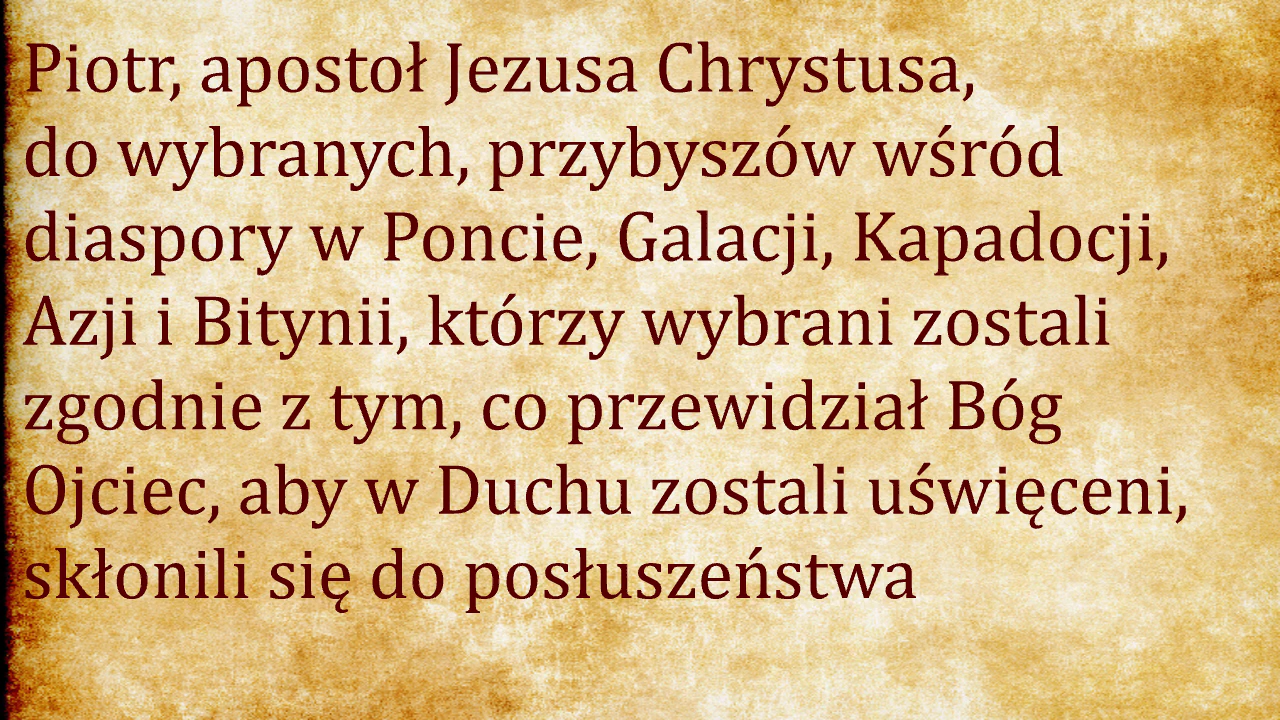 Piotr, apostoł Jezusa Chrystusa,
do wybranych, przybyszów wśród
diaspory w Poncie, Galacji, Kapadocji,
Azji i Bitynii, którzy wybrani zostali
zgodnie z tym, co przewidział Bóg
Ojciec, aby w Duchu zostali uświęceni,
skłonili się do posłuszeństwa